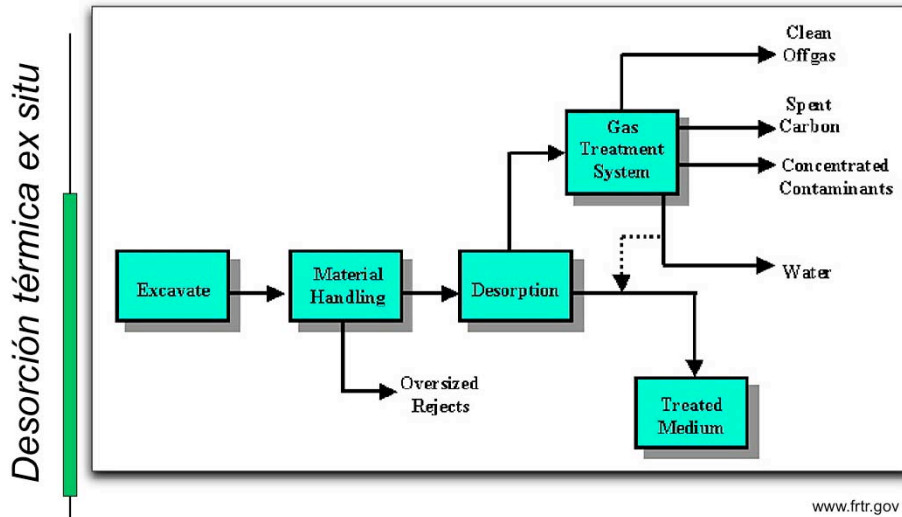 Desorción térmica ex situ
Clean
Offgas
Spent
Carbon
Gas
Treatment
System
Concentrated
Contaminants
Excavate
Material
Handling
Desorption
Water
Oversized
Rejects
Treated
Medium
www.frtr.gov